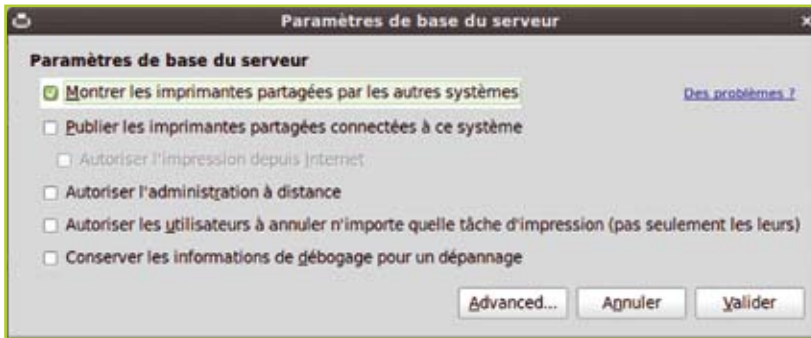 Paramètres de base du serveur
Paramètres de base du serveur
Montrer les imprimantes partagées par les autres systèmes
Des problèmes ?
Publier les imprimantes partagées connectées à ce système
Autoriser l'impression depuis Internet
Autoriser l'administration à distance
Autoriser les utilisateurs à annuler n'importe quelle tâche d'impression (pas seulement les leurs)
Conserver les informations de débogage pour un dépannage
Advanced... Annuler Valider